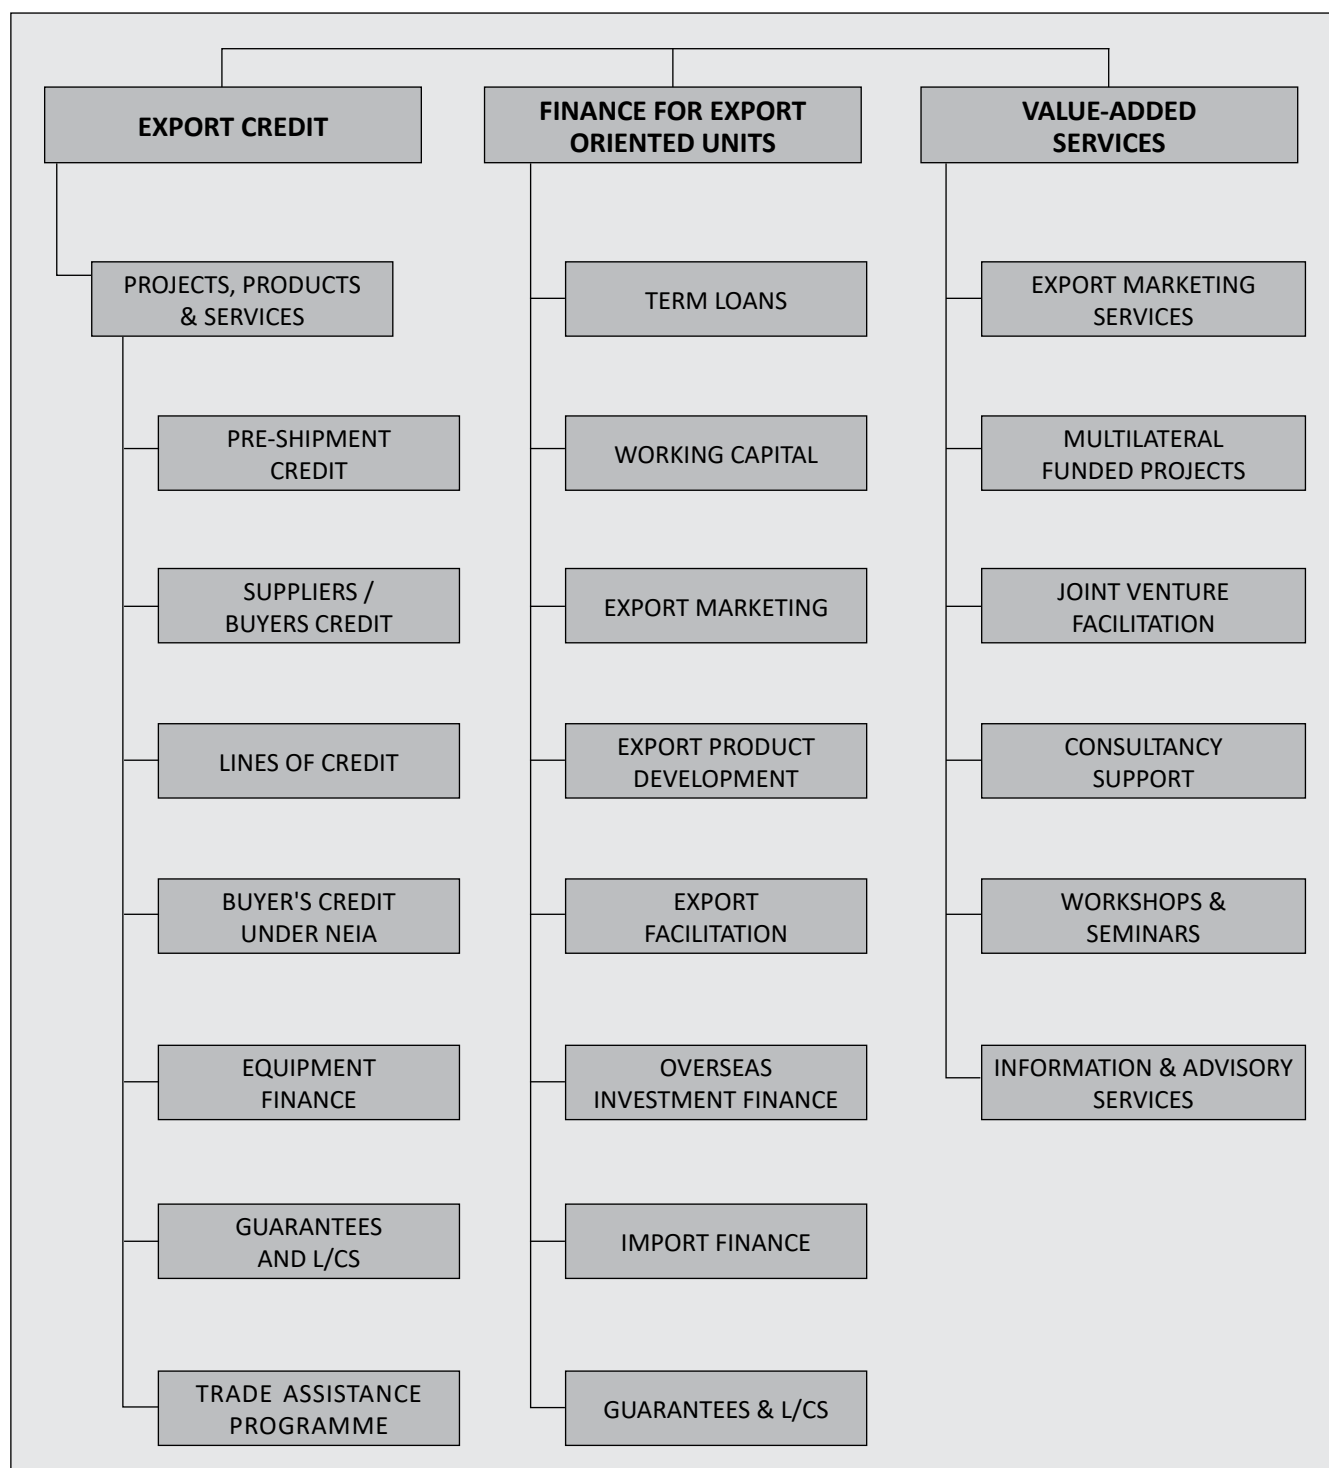 EXPORT CREDIT
PROJECTS, PRODUCTS
& SERVICES
PRE-SHIPMENT
CREDIT
SUPPLIERS /
BUYERS CREDIT
LINES OF CREDIT
BUYER'S CREDIT
UNDER NEIA
EQUIPMENT
FINANCE
GUARANTEES
AND L/CS
TRADE ASSISTANCE
PROGRAMME
FINANCE FOR EXPORT
ORIENTED UNITS
TERM LOANS
WORKING CAPITAL
EXPORT MARKETING
EXPORT PRODUCT
DEVELOPMENT
EXPORT
FACILITATION
OVERSEAS
INVESTMENT FINANCE
IMPORT FINANCE
GUARANTEES & L/CS
VALUE-ADDED
SERVICES
EXPORT MARKETING
SERVICES
MULTILATERAL
FUNDED PROJECTS
JOINT VENTURE
FACILITATION
CONSULTANCY
SUPPORT
WORKSHOPS &
SEMINARS
INFORMATION & ADVISORY
SERVICES